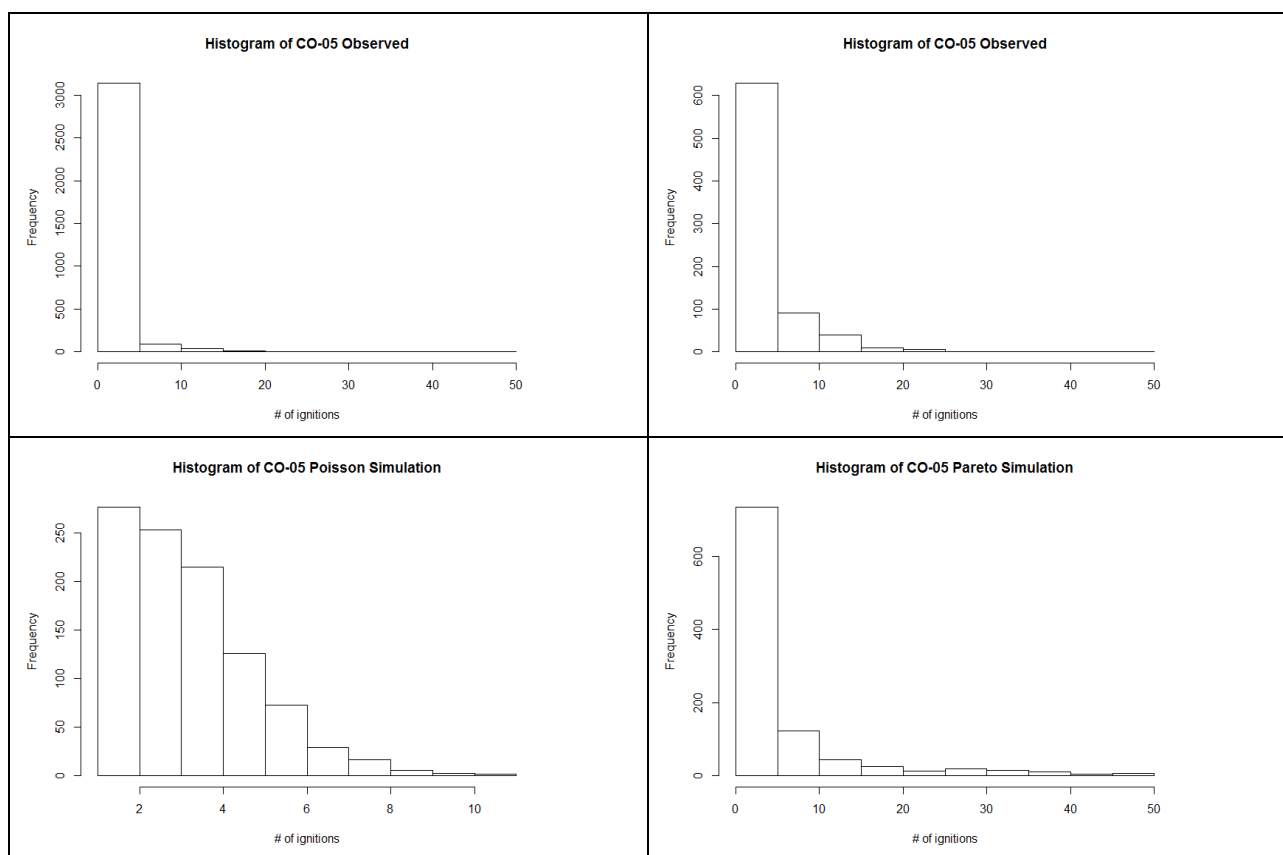 Histogram of CO-05 Observed
Frequency
0
500
1000
1500
2000
2500
3000
0 10 20 30 40 50
# of ignitions
Histogram of CO-05 Observed
Frequency
0
100
200
300
400
500
600
0 10 20 30 40 50
# of ignitions
Histogram of CO-05 Poisson Simulation
Frequency
0
50
100
150
200
250
2 4 6 8 10
# of ignitions
Histogram of CO-05 Pareto Simulation
Frequency
0
200
400
600
0 10 20 30 40 50
# of ignitions